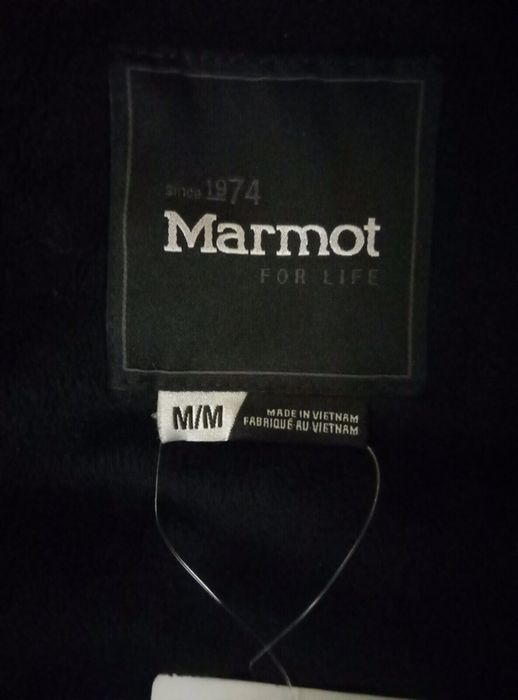 since 1974
Marmot
FOR LIFE
M/M
MADE IN VIETNAM
FABRIQUÉ AU VIETNAM